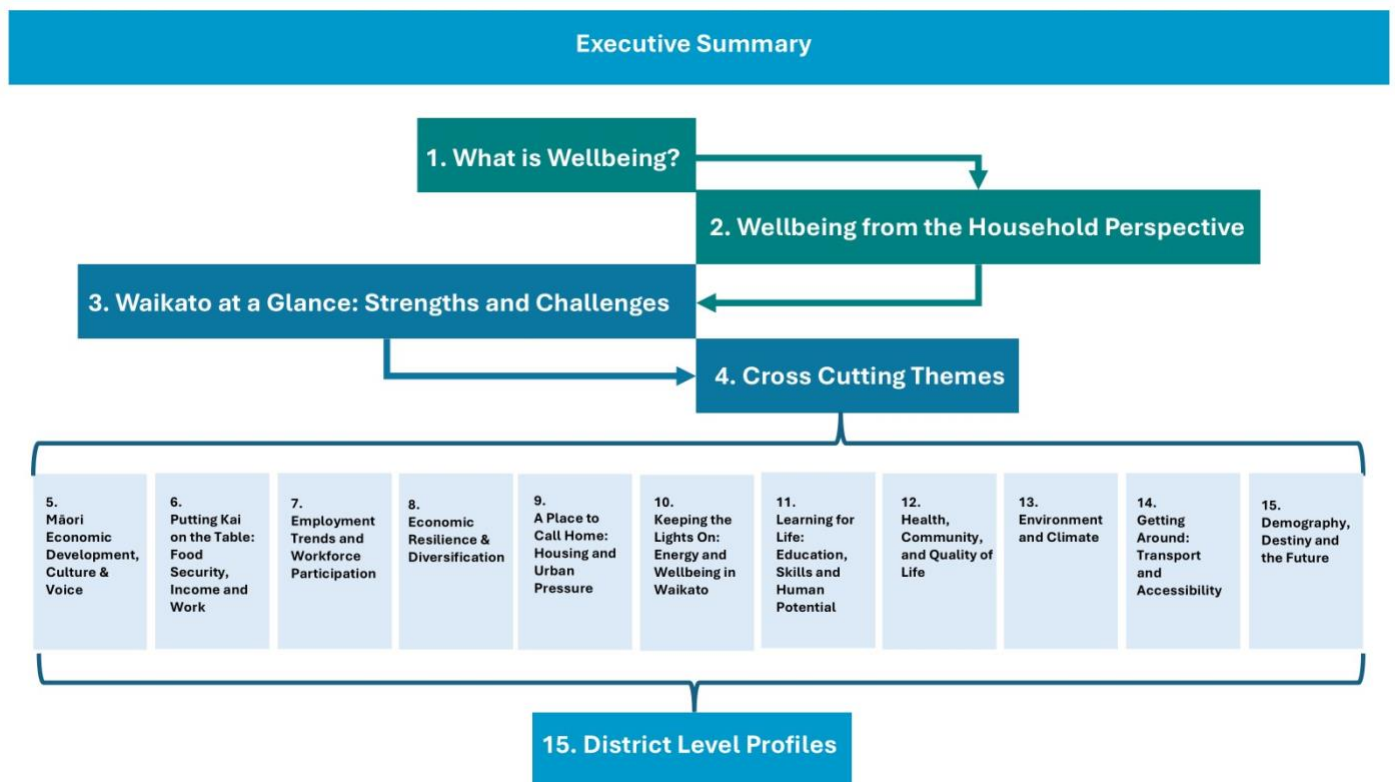 Executive Summary
1. What is Wellbeing?
2. Wellbeing from the Household Perspective
3. Waikato at a Glance: Strengths and Challenges
4. Cross Cutting Themes
5.
Māori
Economic
Development,
Culture &
Voice
6.
Putting Kai
on the Table:
Food
Security,
Income and
Work
7.
Employment
Trends and
Workforce
Participation
8.
Economic
Resilience &
Diversification
9.
A Place to
Call Home:
Housing and
Urban
Pressure
10.
Keeping the
Lights On:
Energy and
Wellbeing in
Waikato
11.
Learning for
Life:
Education,
Skills and
Human
Potential
12.
Health,
Community,
and Quality of
Life
13.
Environment
and Climate
14.
Getting
Around:
Transport
and
Accessibility
15.
Demography,
Destiny and
the Future
15. District Level Profiles